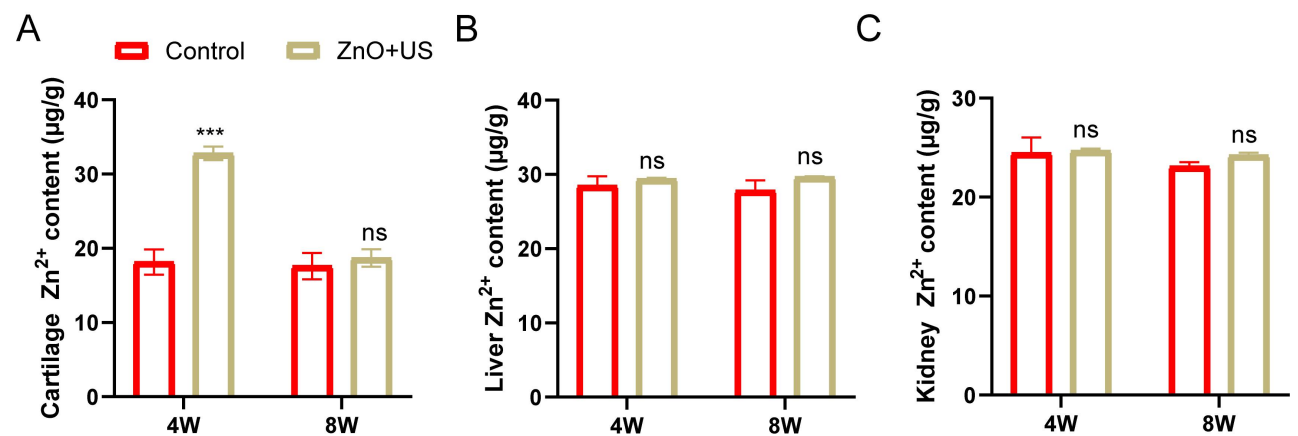 A
Control
ZnO+US
Cartilage Zn²⁺ content (µg/g)
40
30
20
10
0
***
ns
4W
8W
B
Liver Zn²⁺ content (µg/g)
40
30
20
10
0
ns
ns
4W
8W
C
Kidney Zn²⁺ content (µg/g)
30
20
10
0
ns
ns
4W
8W